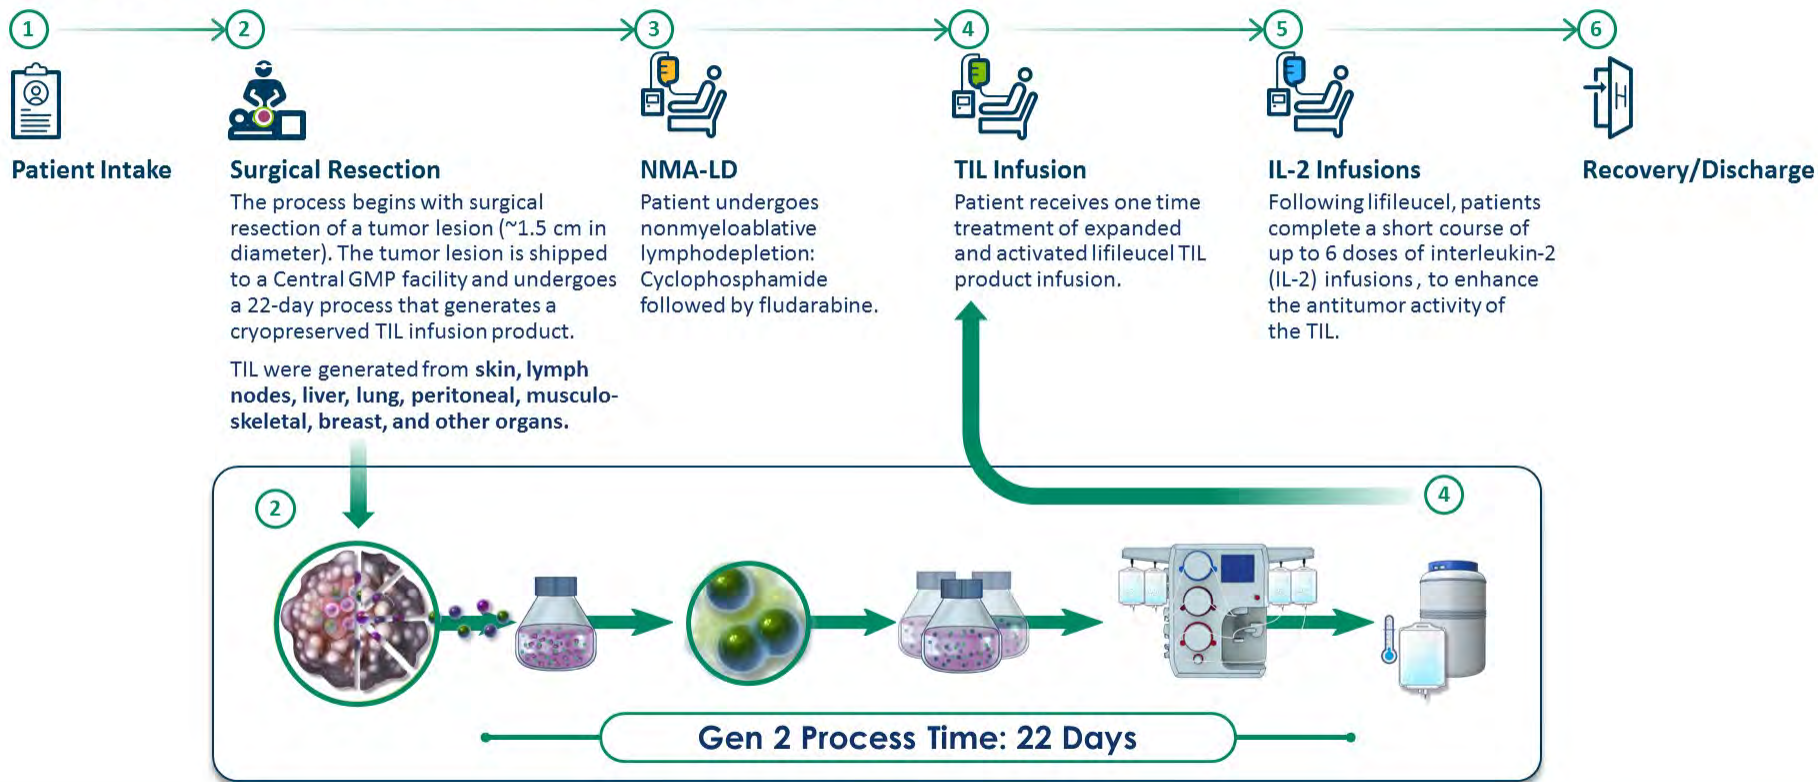 1
2
3
4
5
6
Patient Intake
Surgical Resection
The process begins with surgical
resection of a tumor lesion (~1.5 cm in
diameter). The tumor lesion is shipped
to a Central GMP facility and undergoes
a 22-day process that generates a
cryopreserved TIL infusion product.
TIL were generated from skin, lymph
nodes, liver, lung, peritoneal, musculo-
skeletal, breast, and other organs.
NMA-LD
Patient undergoes
nonmyeloablative
lymphodepletion:
Cyclophosphamide
followed by fludarabine.
TIL Infusion
Patient receives one time
treatment of expanded
and activated lifileucel TIL
product infusion.
IL-2 Infusions
Following lifileucel, patients
complete a short course of
up to 6 doses of interleukin-2
(IL-2) infusions , to enhance
the antitumor activity of
the TIL.
H
Recovery/Discharge
2
4
Gen 2 Process Time: 22 Days